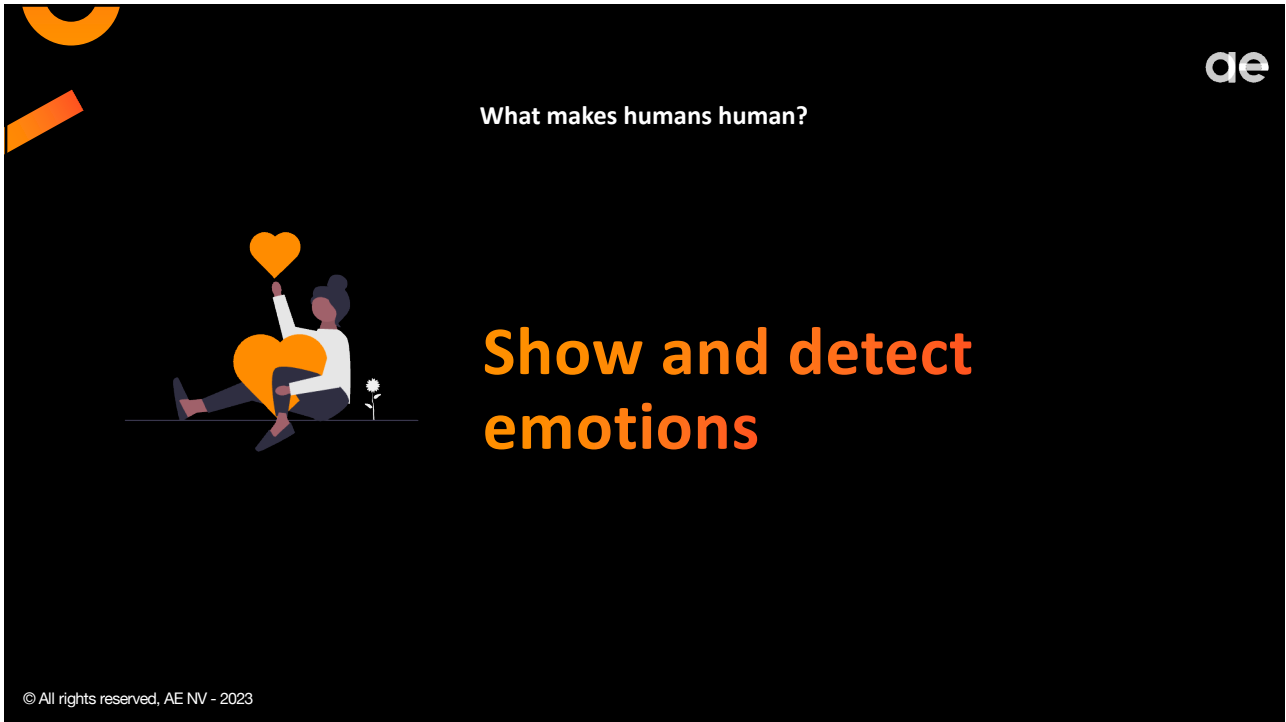 ae
What makes humans human?
Show and detect
emotions
© All rights reserved, AE NV - 2023